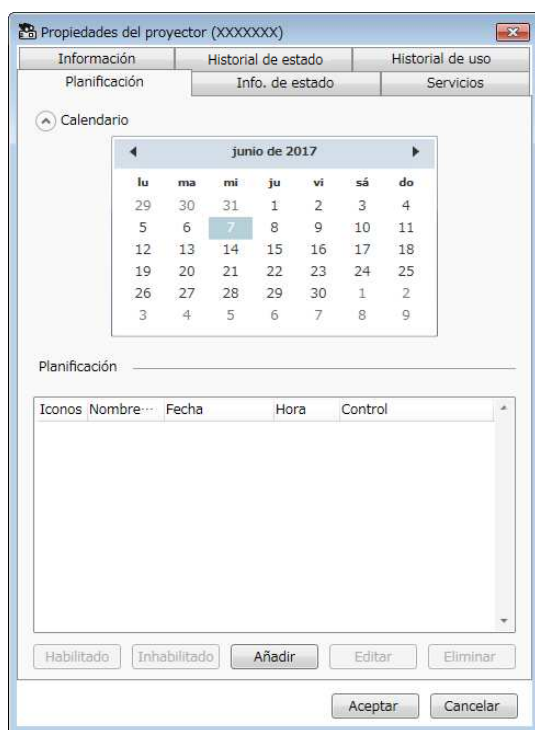 Propiedades del proyector (XXXXXXX)
Información Historial de estado Historial de uso
Planificación Info. de estado Servicios
Calendario
junio de 2017
lu ma mi ju vi sá do
29 30 31 1 2 3 4
5 6 7 8 9 10 11
12 13 14 15 16 17 18
19 20 21 22 23 24 25
26 27 28 29 30 1 2
3 4 5 6 7 8 9
Planificación
Iconos Nombre··· Fecha Hora Control
Habilitado Inhabilitado Añadir Editar Eliminar
Aceptar Cancelar